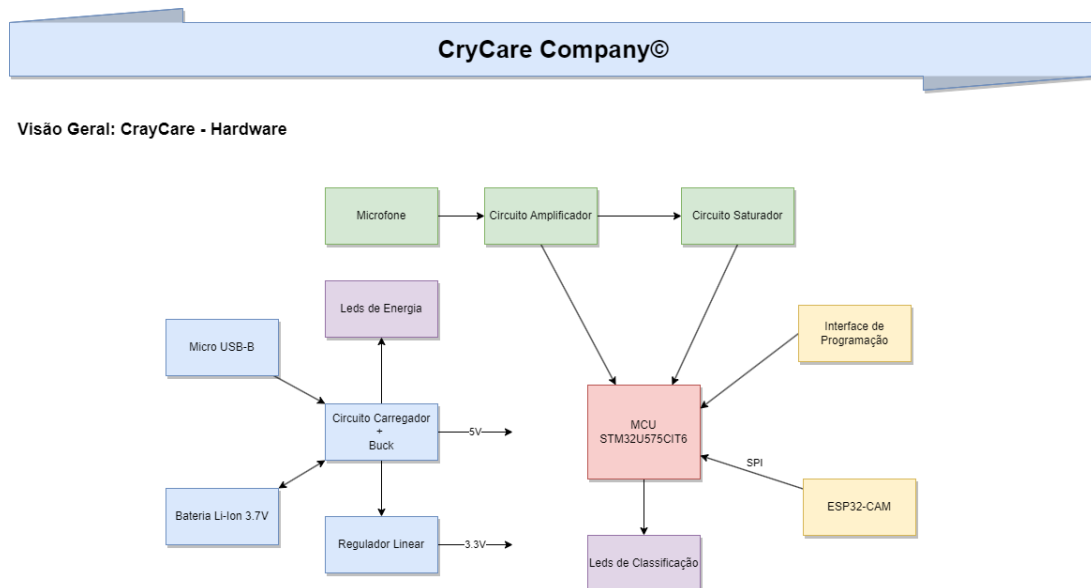 CryCare Company©
Visão Geral: CrayCare - Hardware
Microfone
Circuito Amplificador
Circuito Saturador
Leds de Energia
Interface de
Programação
Micro USB-B
Circuito Carregador
+
Buck
5V
MCU
STM32U575CIT6
SPI
ESP32-CAM
Bateria Li-Ion 3.7V
Regulador Linear
3.3V
Leds de Classificação